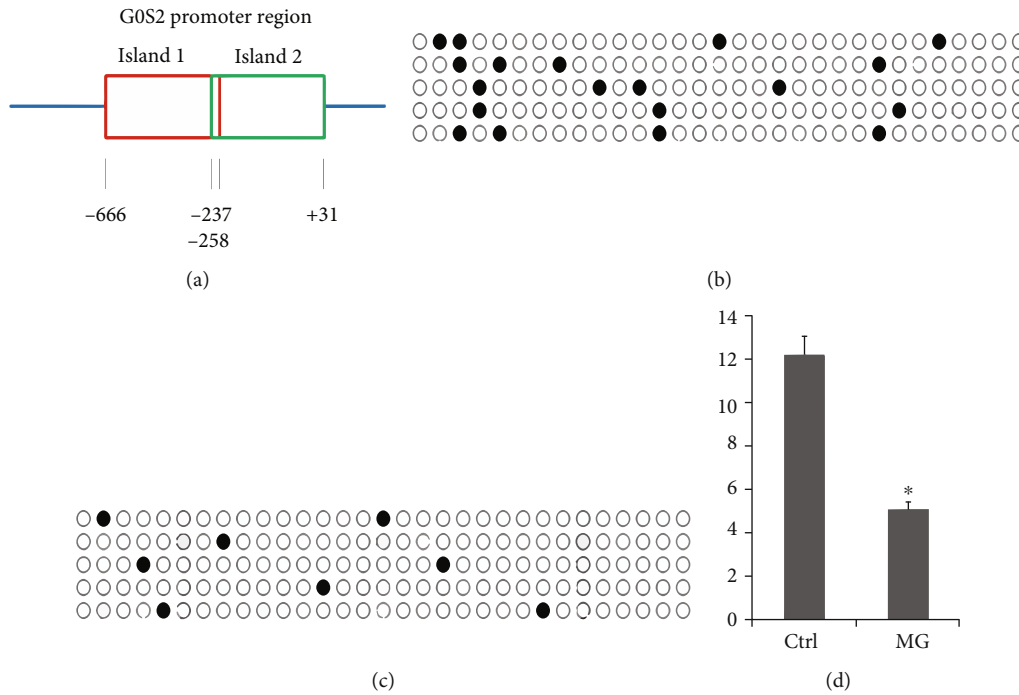 G0S2 promoter region
Island 1 Island 2
−666 −237 +31
−258
(a)
(b)
14
12
10
8
6
4
2
0
*
Ctrl MG
(c)
(d)